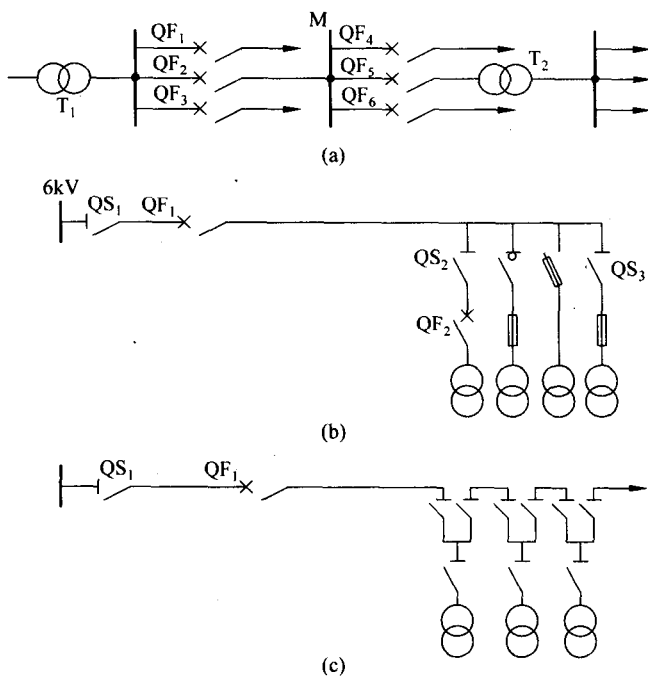 M
QF₁
QF₄
QF₂
QF₅
T₂
QF₃
QF₆
T₁
(a)
6kV
QS₁
QF₁
QS₂
QS₃
QF₂
(b)
QS₁
QF₁
(c)